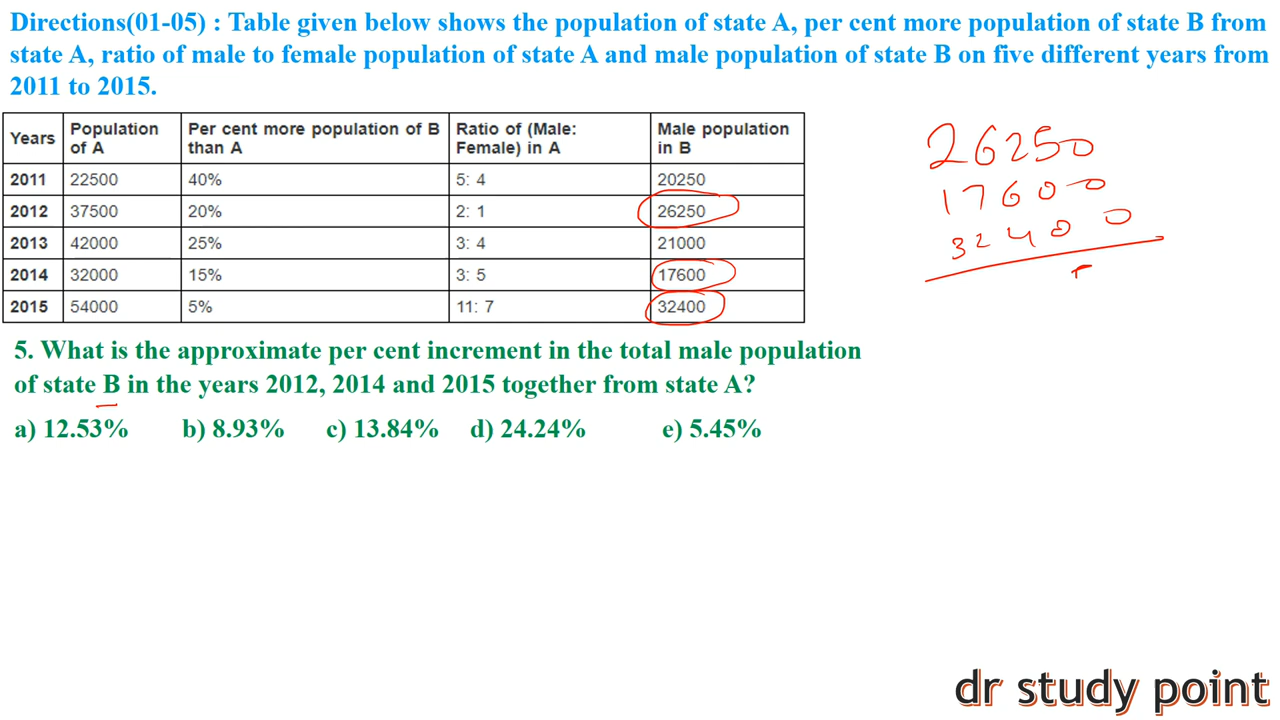 Directions(01-05) : Table given below shows the population of state A, per cent more population of state B from
state A, ratio of male to female population of state A and male population of state B on five different years from
2011 to 2015.
Years | Population of A | Per cent more population of B than A | Ratio of (Male: Female) in A | Male population in B
2011 | 22500 | 40% | 5: 4 | 20250
2012 | 37500 | 20% | 2: 1 | 26250
2013 | 42000 | 25% | 3: 4 | 21000
2014 | 32000 | 15% | 3: 5 | 17600
2015 | 54000 | 5% | 11: 7 | 32400
26250
17600
32400
5. What is the approximate per cent increment in the total male population
of state B in the years 2012, 2014 and 2015 together from state A?
a) 12.53% b) 8.93% c) 13.84% d) 24.24% e) 5.45%
dr study point